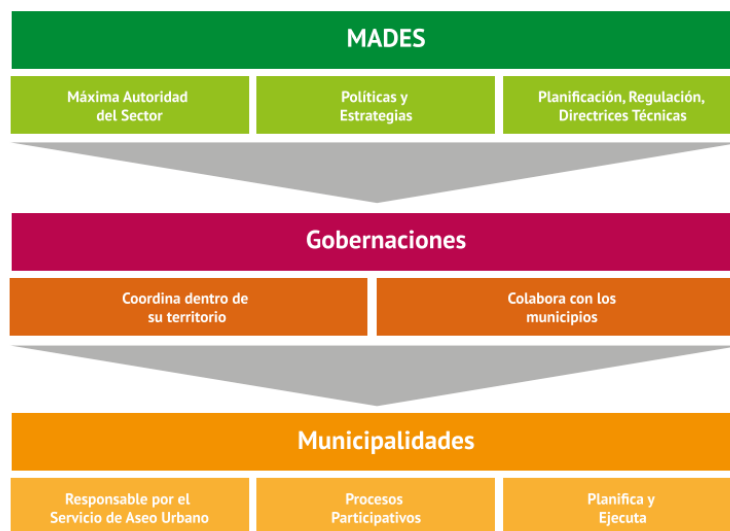 MADES
Máxima Autoridad
del Sector
Políticas y
Estrategias
Planificación, Regulación,
Directrices Técnicas
Gobernaciones
Coordina dentro de
su territorio
Colabora con los
municipios
Municipalidades
Responsable por el
Servicio de Aseo Urbano
Procesos
Participativos
Planifica y
Ejecuta